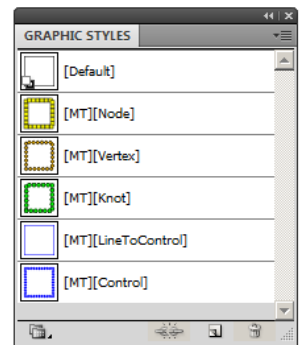 GRAPHIC STYLES
[Default]
[MT][Node]
[MT][Vertex]
[MT][Knot]
[MT][LineToControl]
[MT][Control]